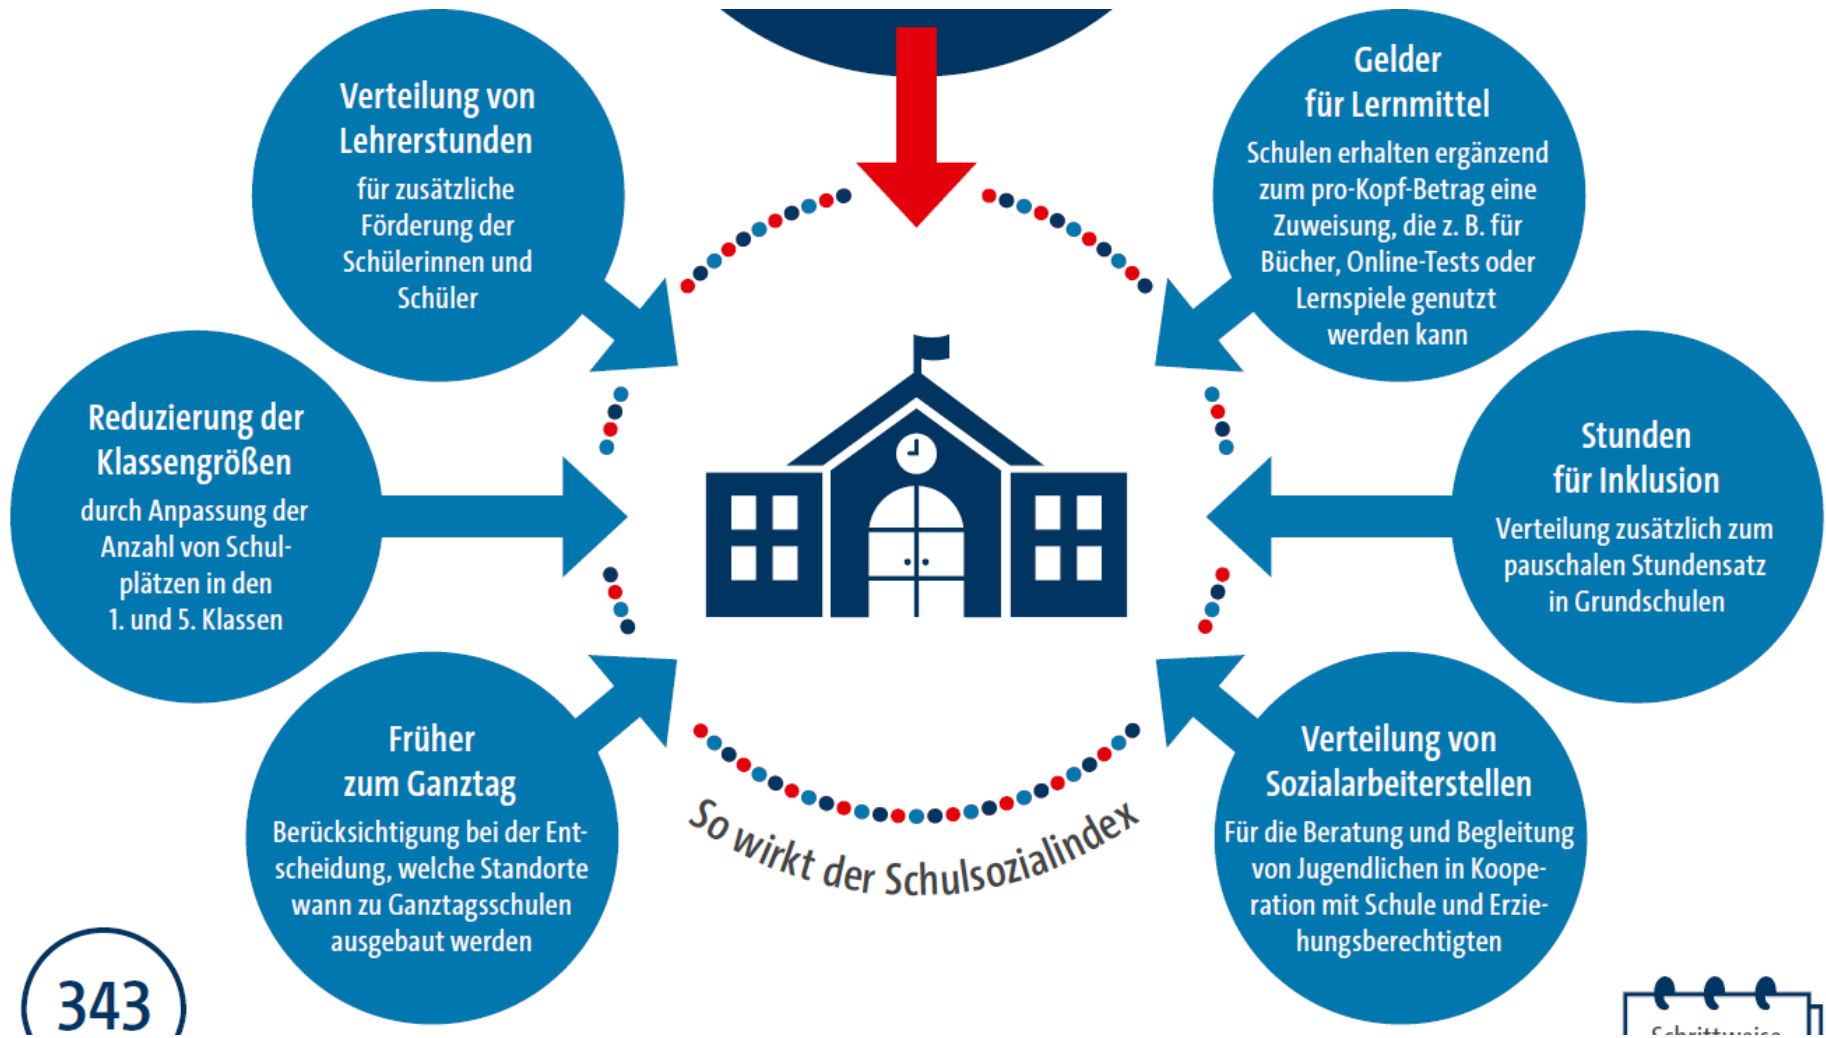 Verteilung von
Lehrerstunden
für zusätzliche
Förderung der
Schülerinnen und
Schüler
Gelder
für Lernmittel
Schulen erhalten ergänzend
zum pro-Kopf-Betrag eine
Zuweisung, die z. B. für
Bücher, Online-Tests oder
Lernspiele genutzt
werden kann
Reduzierung der
Klassengrößen
durch Anpassung der
Anzahl von Schul-
plätzen in den
1. und 5. Klassen
Stunden
für Inklusion
Verteilung zusätzlich zum
pauschalen Stundensatz
in Grundschulen
Früher
zum Ganztag
Berücksichtigung bei der Ent-
scheidung, welche Standorte
wann zu Ganztagsschulen
ausgebaut werden
Verteilung von
Sozialarbeiterstellen
Für die Beratung und Begleitung
von Jugendlichen in Koope-
ration mit Schule und Erzie-
hungsberechtigten
So wirkt der Schulsozialindex
343
Schrittweise